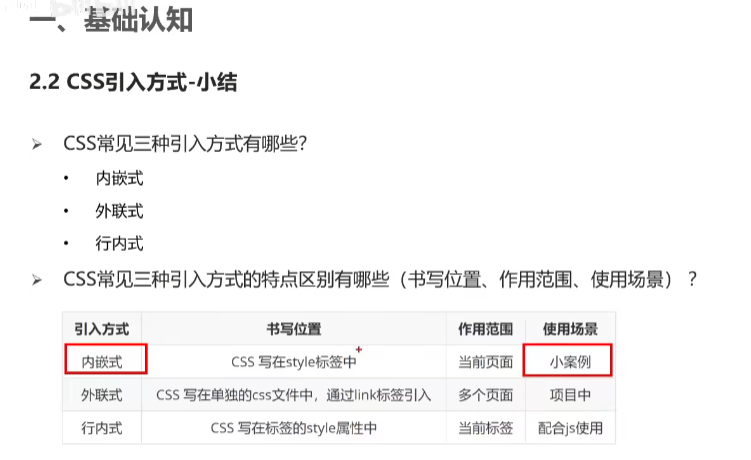 一、基础认知
2.2 CSS引入方式-小结
CSS常见三种引入方式有哪些？
内嵌式
外联式
行内式
CSS常见三种引入方式的特点区别有哪些（书写位置、作用范围、使用场景）？
引入方式 书写位置 作用范围 使用场景
内嵌式 CSS 写在style标签中 当前页面 小案例
外联式 CSS 写在单独的css文件中，通过link标签引入 多个页面 项目中
行内式 CSS 写在标签的style属性中 当前标签 配合js使用